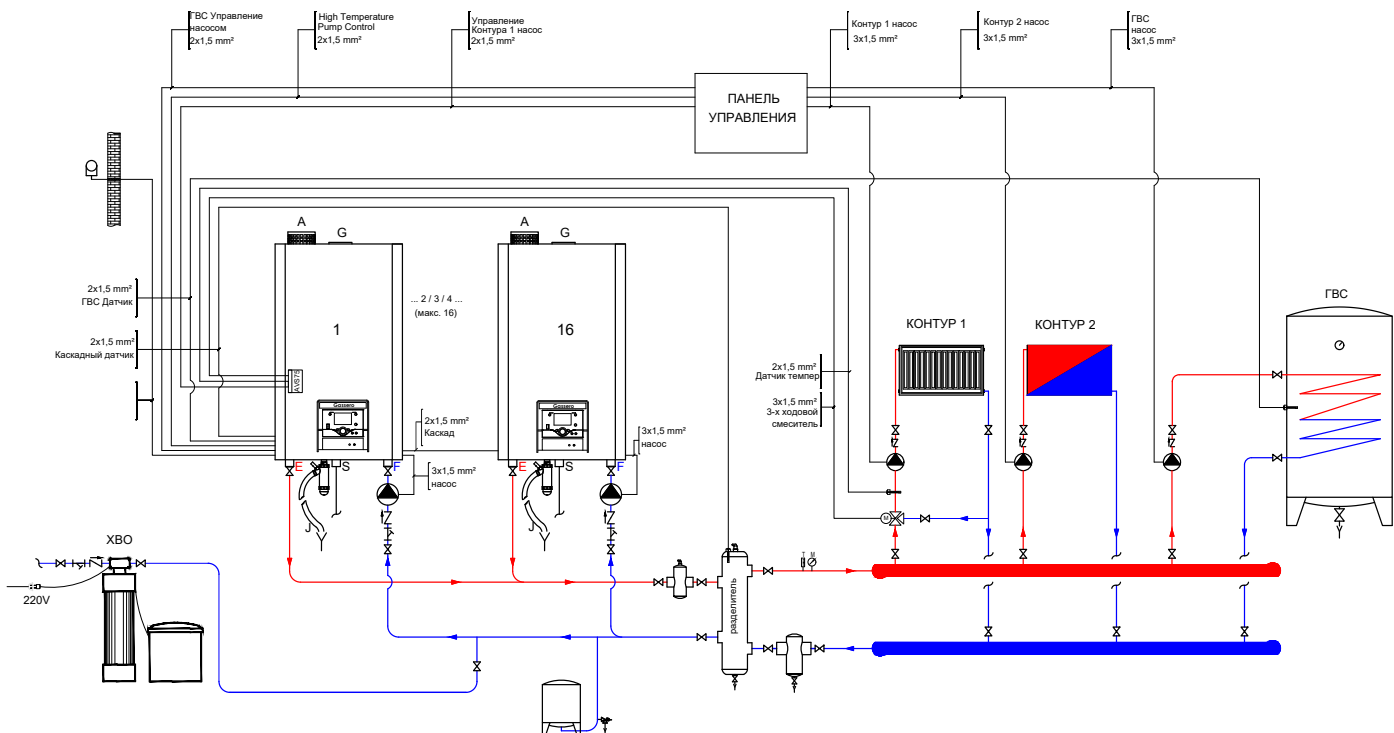 ГВС Управление
насосом
2x1,5 mm²
High Temperature
Pump Control
2x1,5 mm²
Управление
Контура 1 насос
2x1,5 mm²
Контур 1 насос
3x1,5 mm²
Контур 2 насос
3x1,5 mm²
ГВС
насос
3x1,5 mm²
ПАНЕЛЬ
УПРАВЛЕНИЯ
A
G
A
G
2x1,5 mm²
ГВС Датчик
... 2 / 3 / 4 ...
(макс. 16)
1
16
2x1,5 mm²
Каскадный датчик
AVS75
Gassero
Gassero
ГВС
КОНТУР 1
КОНТУР 2
2x1,5 mm²
Датчик темпер
3x1,5 mm²
3-х ходовой
смеситель
2x1,5 mm²
Каскад
3x1,5 mm²
насос
E
S
F
E
S
F
3x1,5 mm²
насос
M
ХВО
T
M
разделитель
220V